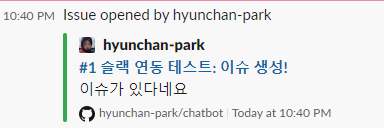 10:40 PM Issue opened by hyunchan-park
hyunchan-park
#1 슬랙 연동 테스트: 이슈 생성!
이슈가 있다네요
hyunchan-park/chatbot | Today at 10:40 PM